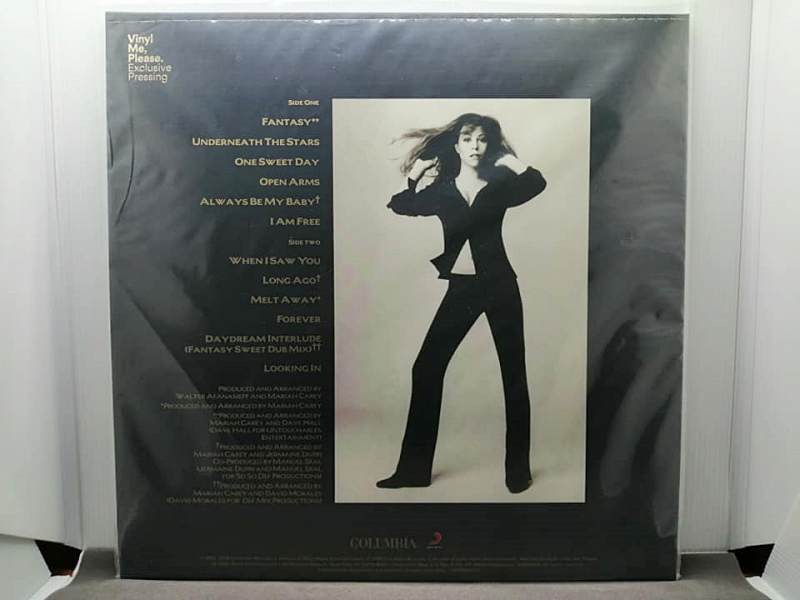 Vinyl
Me,
Please.
Exclusive
Pressing
SIDE ONE
FANTASY**
UNDERNEATH THE STARS
ONE SWEET DAY
OPEN ARMS
ALWAYS BE MY BABY†
I AM FREE
SIDE TWO
WHEN I SAW YOU
LONG AGO†
MELT AWAY*
FOREVER
DAYDREAM INTERLUDE
(FANTASY SWEET DUB MIX)††
LOOKING IN
PRODUCED AND ARRANGED BY
WALTER AFANASIEFF AND MARIAH CAREY
*PRODUCED AND ARRANGED BY MARIAH CAREY
**PRODUCED AND ARRANGED BY
MARIAH CAREY AND DAVE HALL
(DAVE HALL FOR UNTOUCHABLES
ENTERTAINMENT)
†PRODUCED AND ARRANGED BY
MARIAH CAREY AND JERMAINE DUPRI
CO-PRODUCED BY MANUEL SEAL
(JERMAINE DUPRI AND MANUEL SEAL
FOR SO SO DEF PRODUCTIONS)
††PRODUCED AND ARRANGED BY
MARIAH CAREY AND DAVID MORALES
(DAVID MORALES FOR DEF MIX PRODUCTIONS)
COLUMBIA